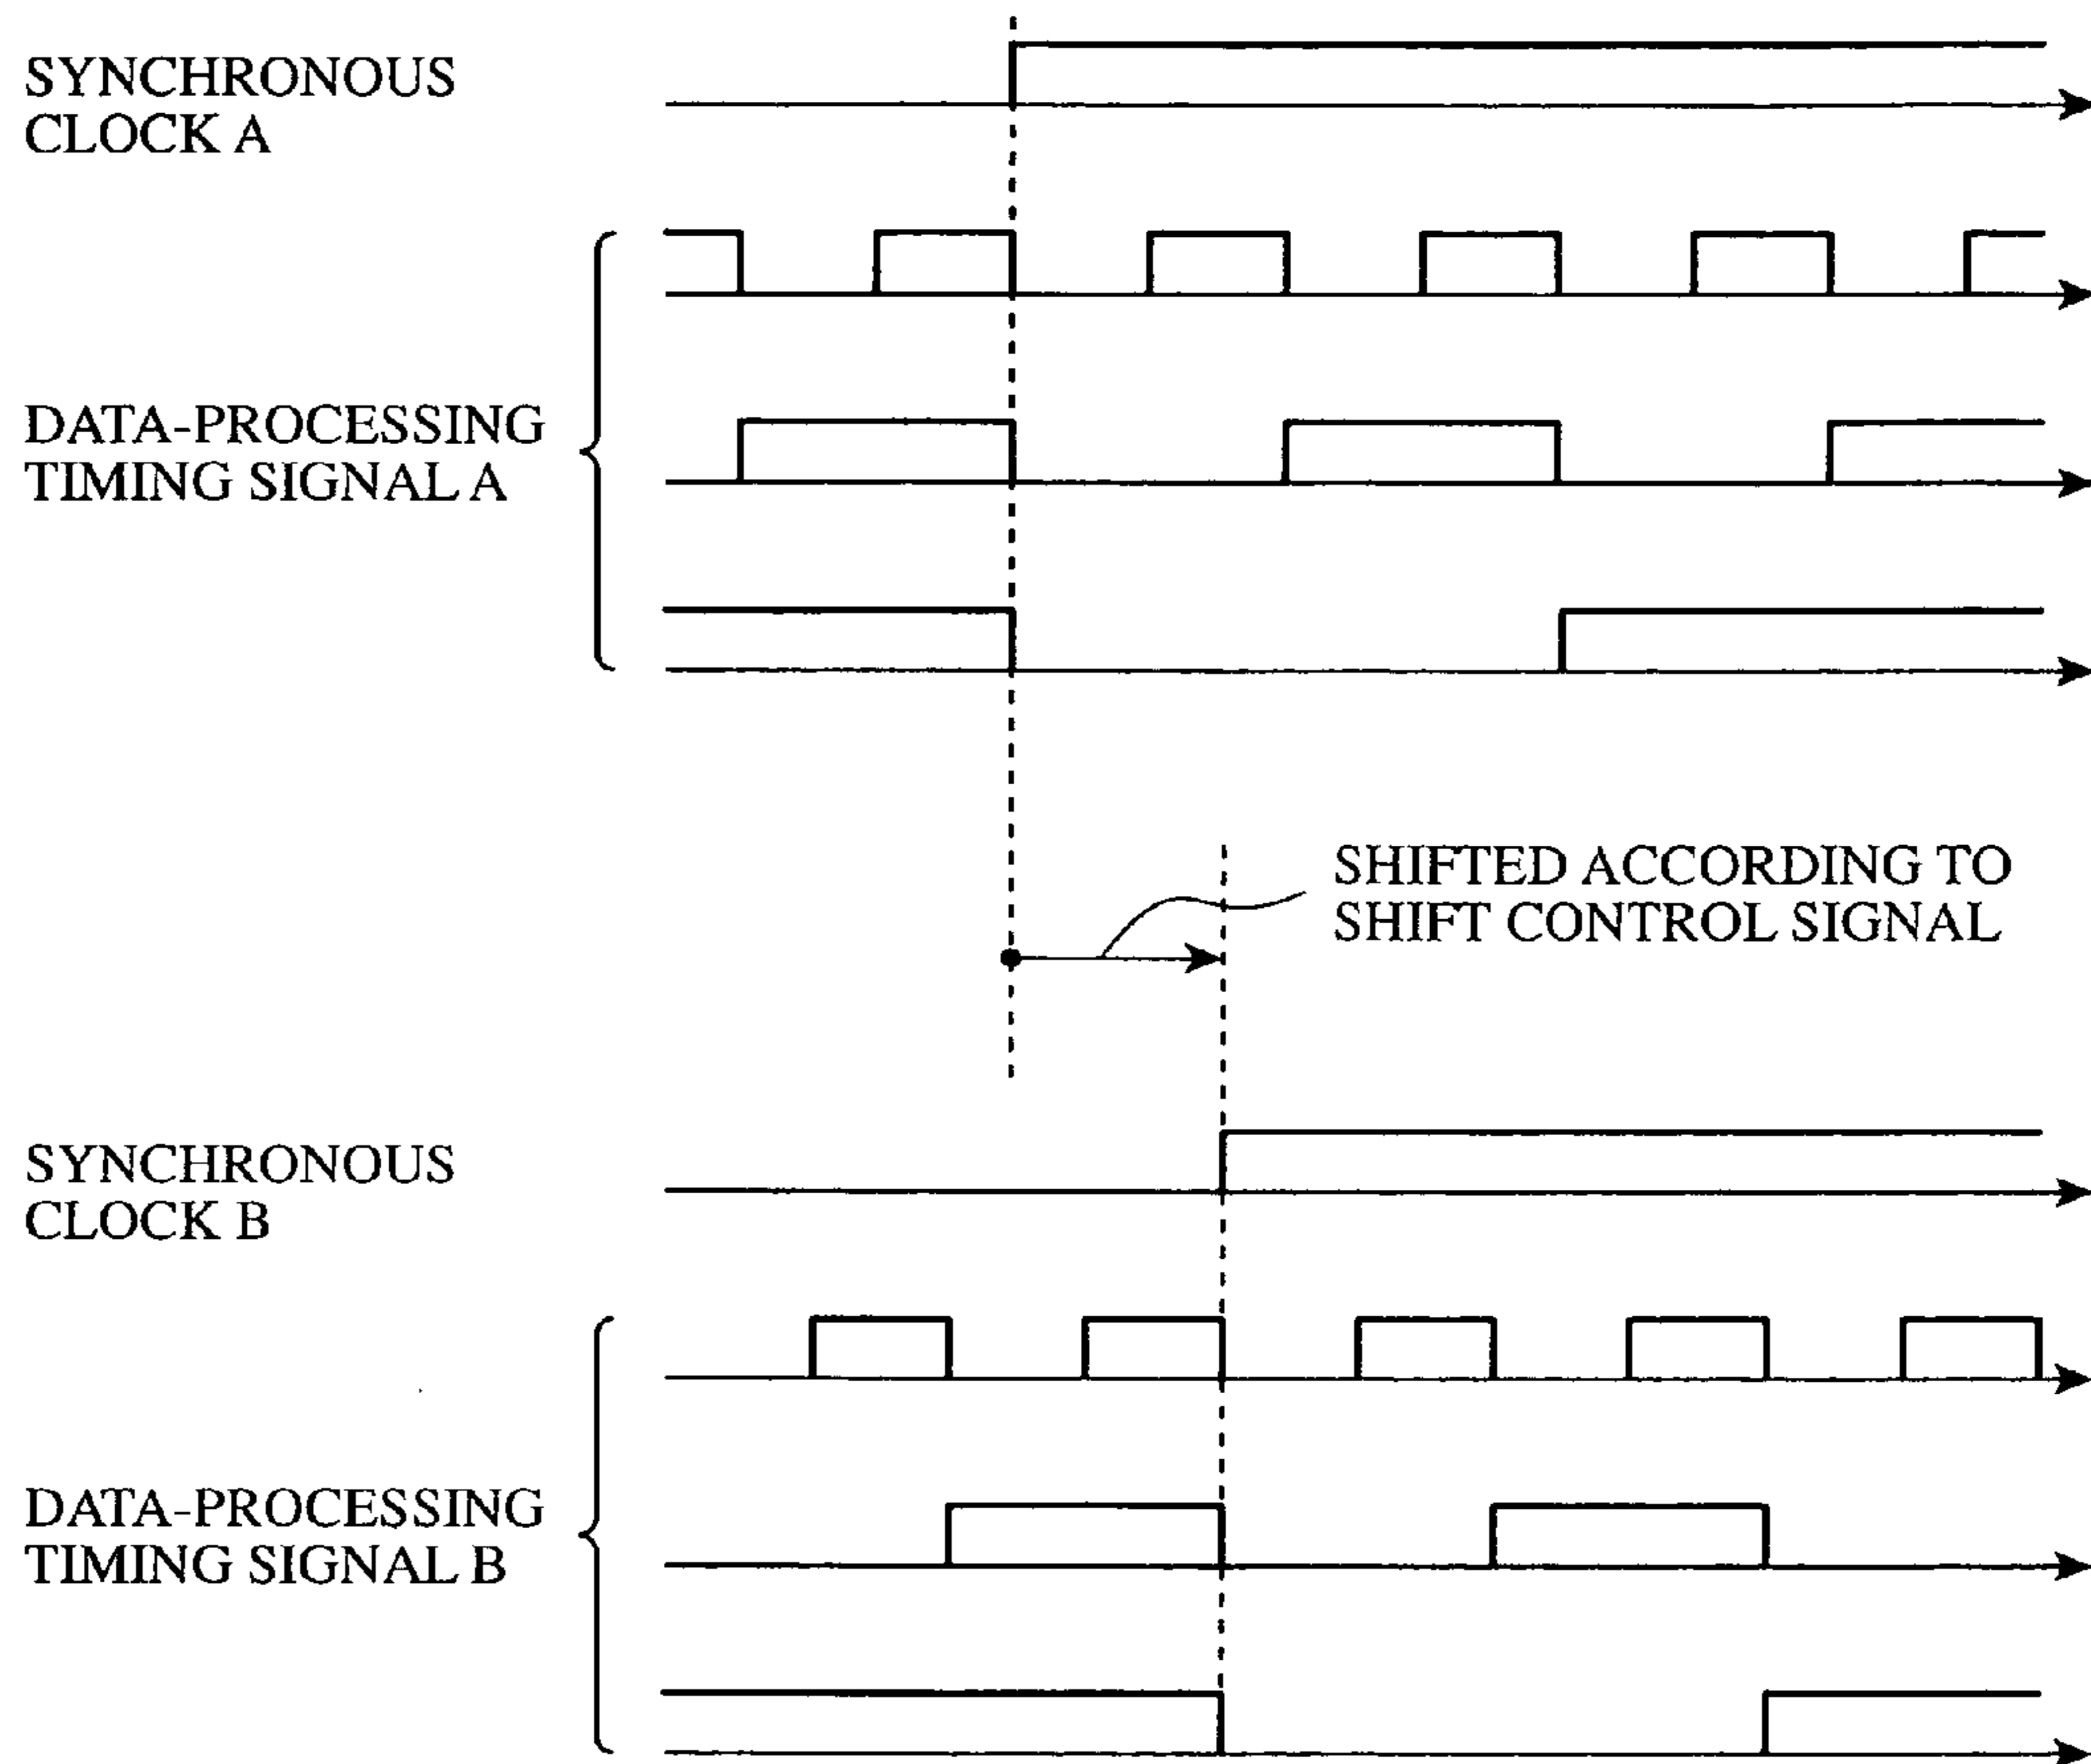 SYNCHRONOUS
CLOCK A
DATA-PROCESSING
TIMING SIGNAL A
SHIFTED ACCORDING TO
SHIFT CONTROL SIGNAL
SYNCHRONOUS
CLOCK B
DATA-PROCESSING
TIMING SIGNAL B